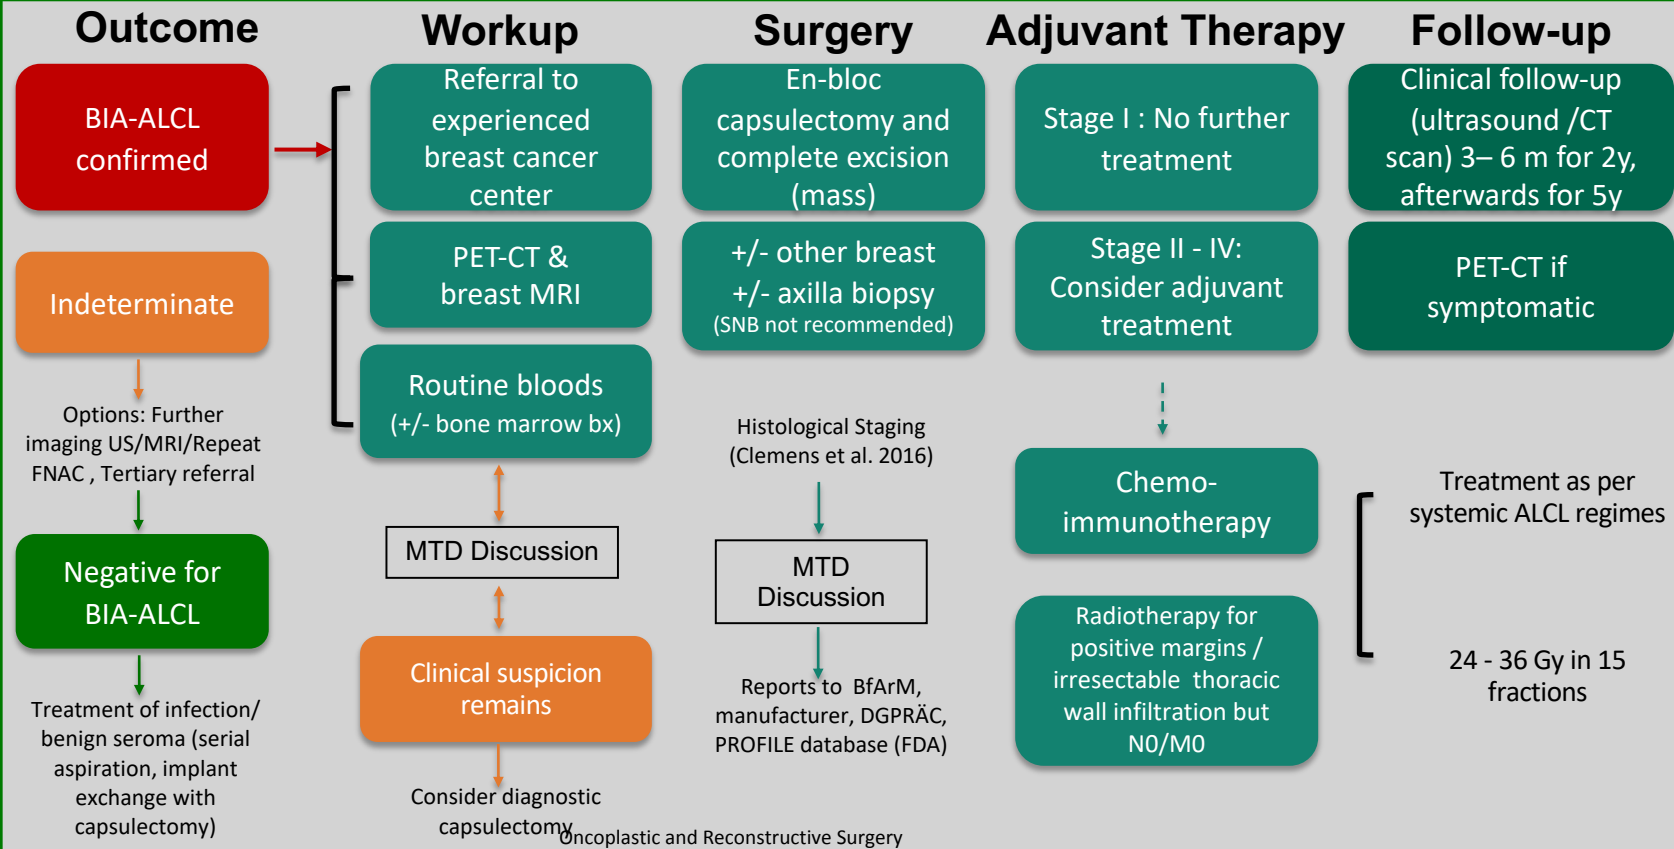 Outcome
Workup
Surgery
Adjuvant Therapy
Follow-up
BIA-ALCL
confirmed
Indeterminate
Options: Further
imaging US/MRI/Repeat
FNAC , Tertiary referral
Negative for
BIA-ALCL
Treatment of infection/
benign seroma (serial
aspiration, implant
exchange with
capsulectomy)
Referral to
experienced
breast cancer
center
PET-CT &
breast MRI
Routine bloods
(+/- bone marrow bx)
MTD Discussion
Clinical suspicion
remains
Consider diagnostic
capsulectomy
En-bloc
capsulectomy and
complete excision
(mass)
+/- other breast
+/- axilla biopsy
(SNB not recommended)
Histological Staging
(Clemens et al. 2016)
MTD
Discussion
Reports to BfArM,
manufacturer, DGPRÄC,
PROFILE database (FDA)
Stage I : No further
treatment
Stage II - IV:
Consider adjuvant
treatment
Chemo-
immunotherapy
Radiotherapy for
positive margins /
irresectable thoracic
wall infiltration but
N0/M0
Clinical follow-up
(ultrasound /CT
scan) 3– 6 m for 2y,
afterwards for 5y
PET-CT if
symptomatic
Treatment as per
systemic ALCL regimes
24 - 36 Gy in 15
fractions
Oncoplastic and Reconstructive Surgery